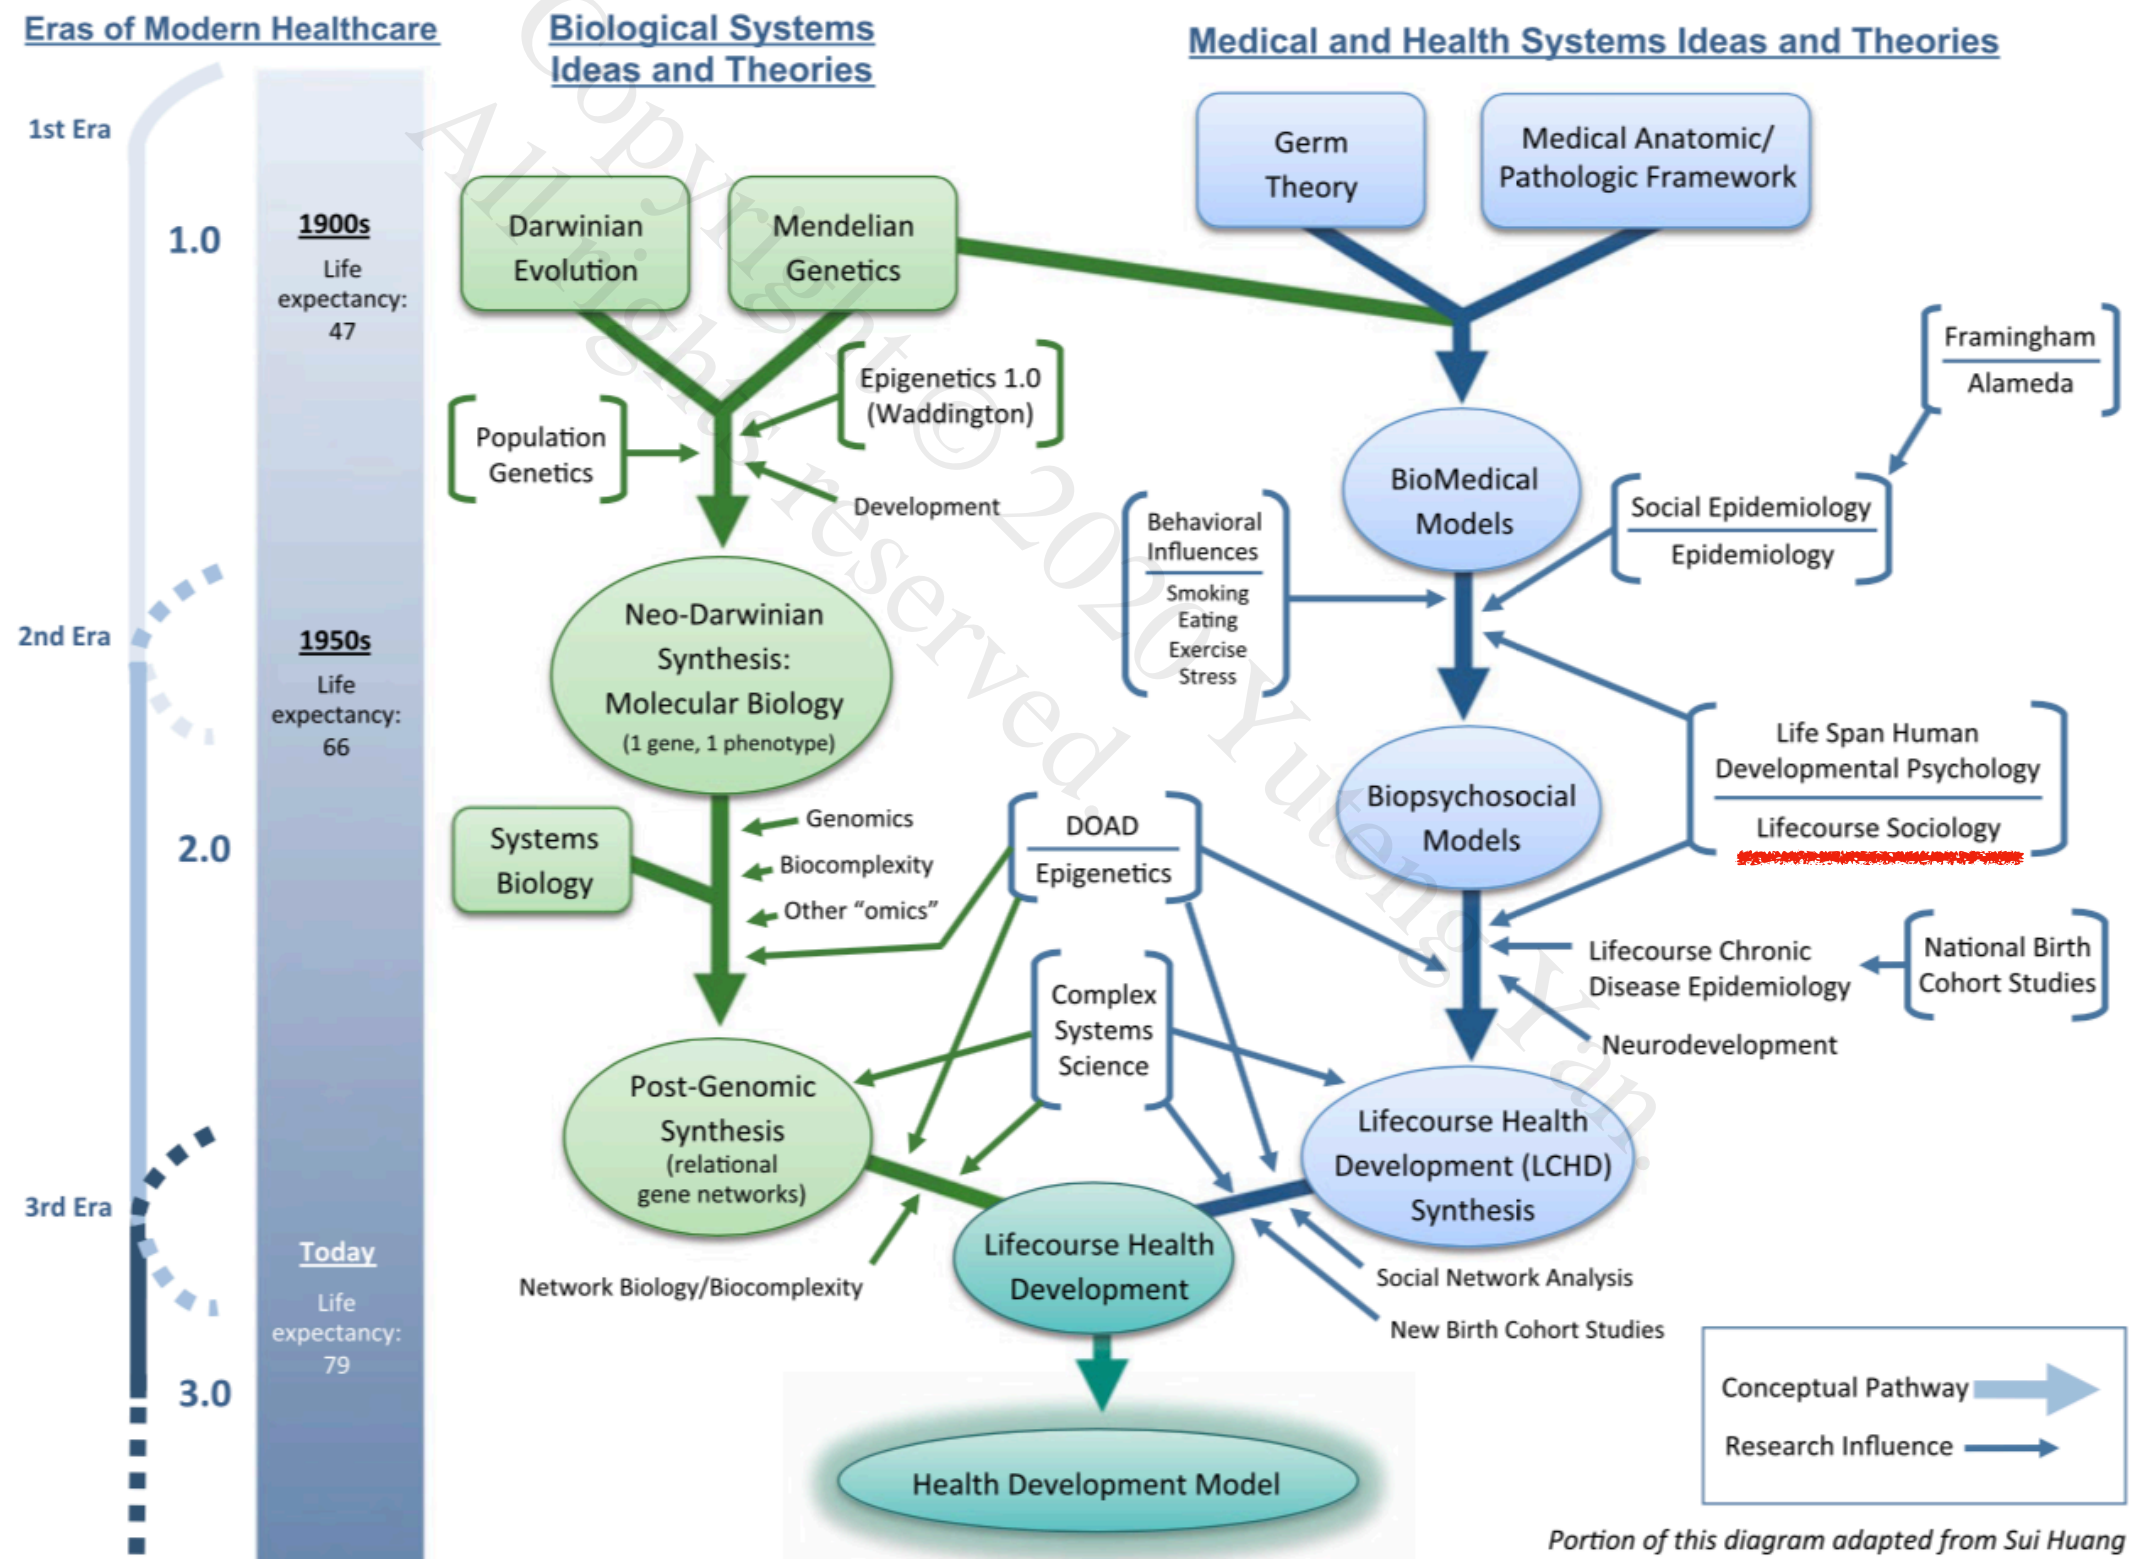 Eras of Modern Healthcare
1st Era
1.0
2nd Era
2.0
3rd Era
3.0
1900s
Life
expectancy:
47
1950s
Life
expectancy:
66
Today
Life
expectancy:
79
Biological Systems
Ideas and Theories
Darwinian
Evolution
Mendelian
Genetics
Population
Genetics
Epigenetics 1.0
(Waddington)
Development
Neo-Darwinian
Synthesis:
Molecular Biology
(1 gene, 1 phenotype)
Systems
Biology
Genomics
Biocomplexity
Other “omics”
DOAD
Epigenetics
Complex
Systems
Science
Post-Genomic
Synthesis
(relational
gene networks)
Network Biology/Biocomplexity
Medical and Health Systems Ideas and Theories
Germ
Theory
Medical Anatomic/
Pathologic Framework
Framingham
Alameda
BioMedical
Models
Social Epidemiology
Epidemiology
Behavioral
Influences
Smoking
Eating
Exercise
Stress
Life Span Human
Developmental Psychology
Lifecourse Sociology
Biopsychosocial
Models
Lifecourse Chronic
Disease Epidemiology
National Birth
Cohort Studies
Neurodevelopment
Lifecourse Health
Development (LCHD)
Synthesis
Social Network Analysis
New Birth Cohort Studies
Lifecourse Health
Development
Health Development Model
Conceptual Pathway
Research Influence
Portion of this diagram adapted from Sui Huang
Copyright © 2020 Yuteng Yan.
All rights reserved.